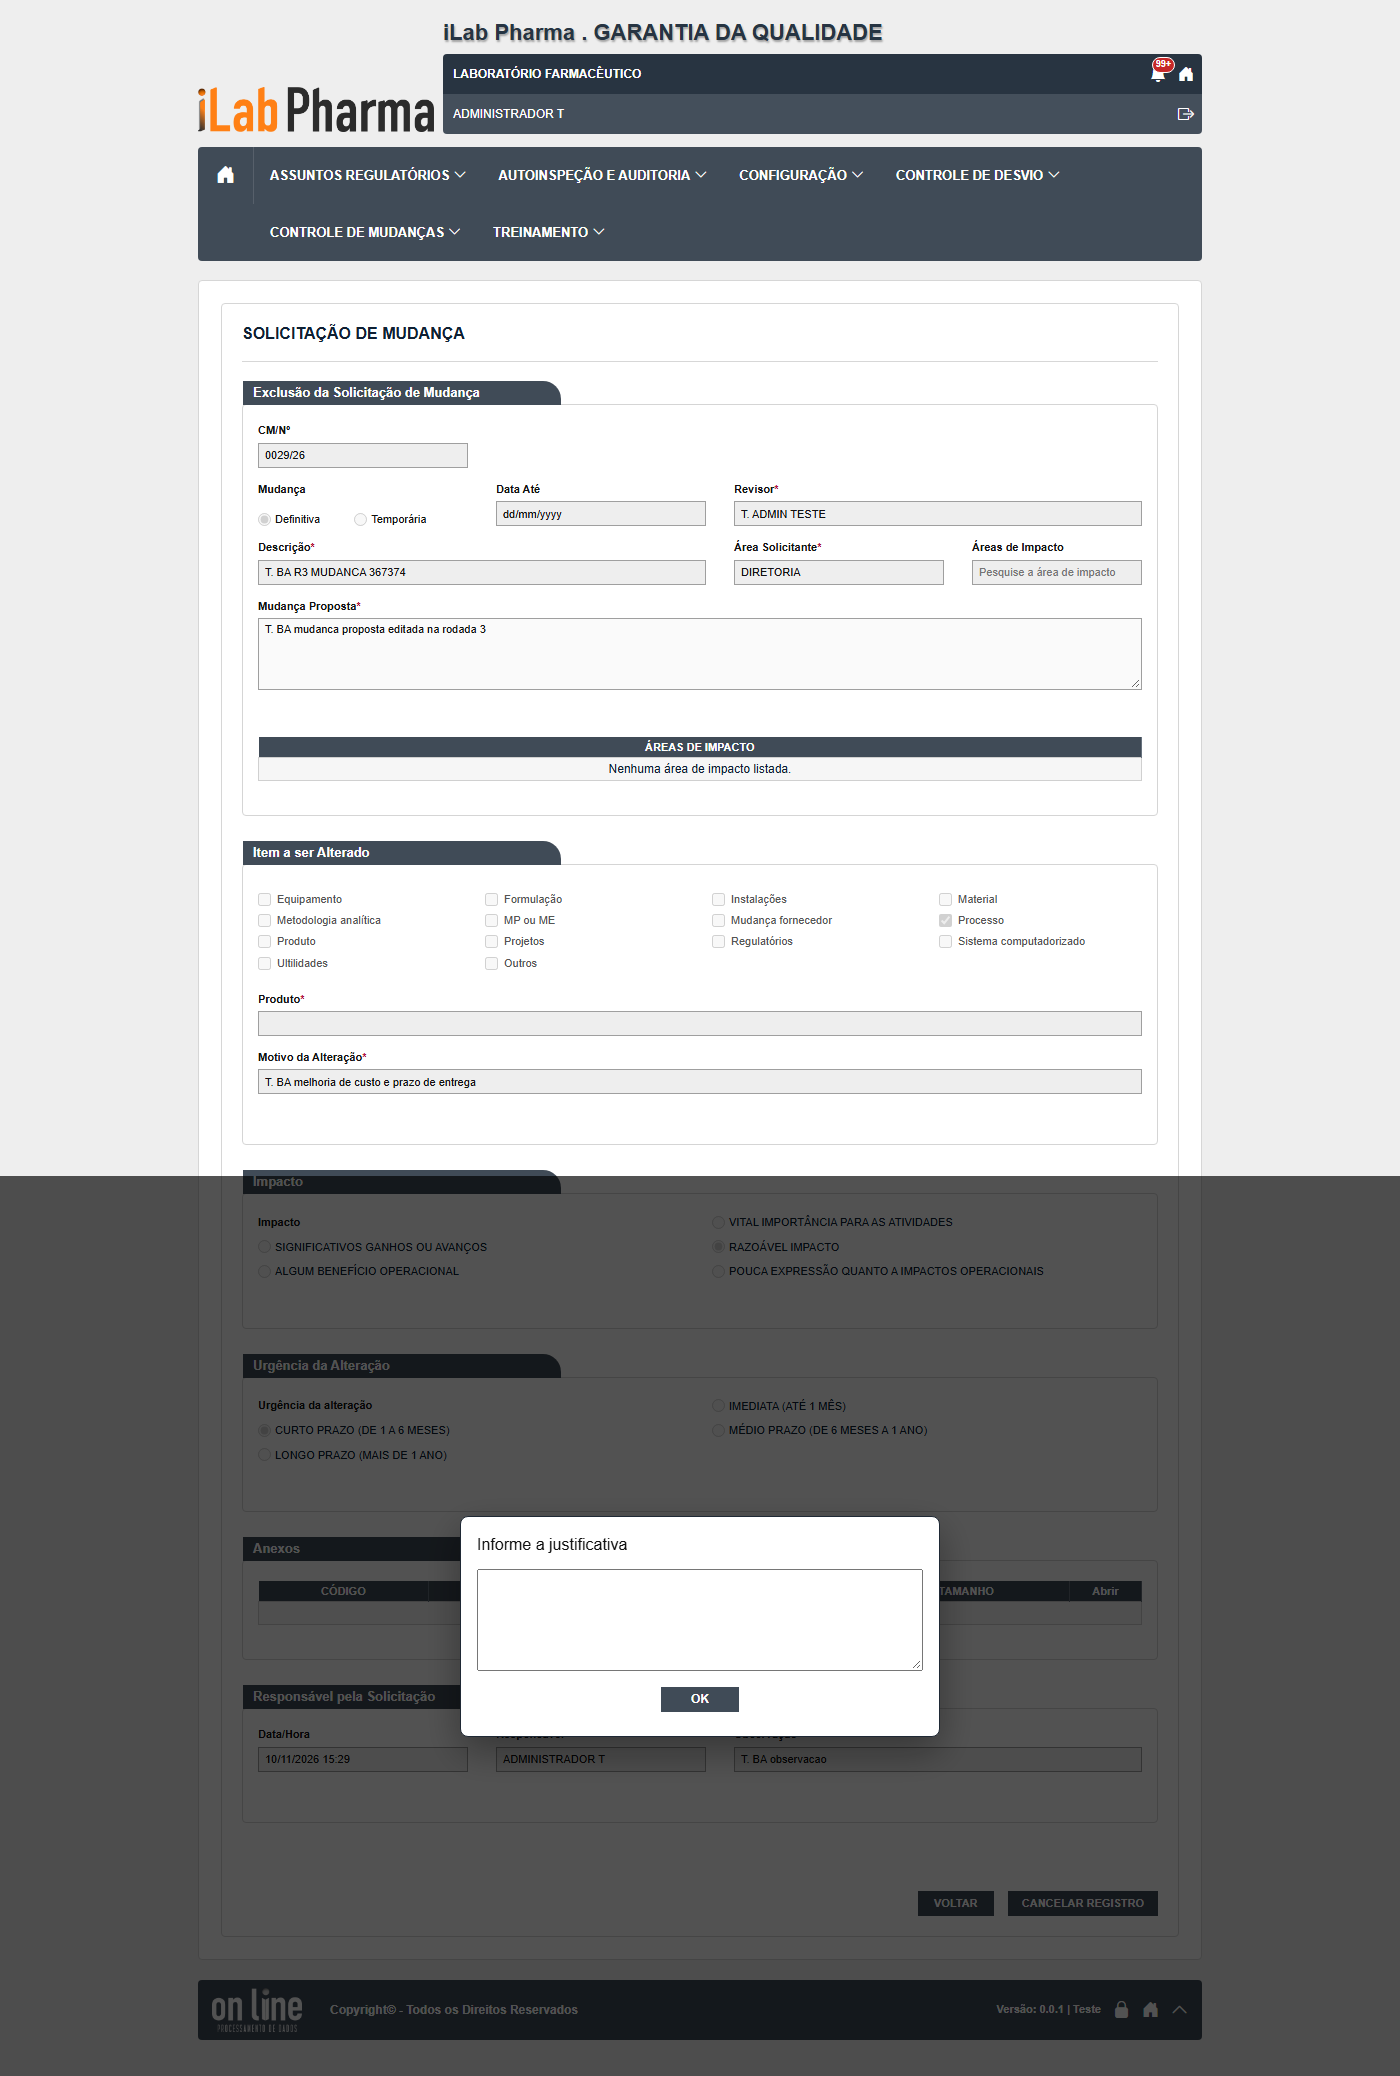 iLab Pharma . GARANTIA DA QUALIDADE
iLab Pharma
LABORATÓRIO FARMACÊUTICO
99+
ADMINISTRADOR T
ASSUNTOS REGULATÓRIOS
AUTOINSPEÇÃO E AUDITORIA
CONFIGURAÇÃO
CONTROLE DE DESVIO
CONTROLE DE MUDANÇAS
TREINAMENTO
SOLICITAÇÃO DE MUDANÇA
Exclusão da Solicitação de Mudança
CM/Nº
0029/26
Mudança
Data Até
Revisor*
Definitiva
Temporária
dd/mm/yyyy
T. ADMIN TESTE
Descrição*
Área Solicitante*
Áreas de Impacto
T. BA R3 MUDANCA 367374
DIRETORIA
Pesquise a área de impacto
Mudança Proposta*
T. BA mudanca proposta editada na rodada 3
ÁREAS DE IMPACTO
Nenhuma área de impacto listada.
Item a ser Alterado
Equipamento
Formulação
Instalações
Material
Metodologia analítica
MP ou ME
Mudança fornecedor
Processo
Produto
Projetos
Regulatórios
Sistema computadorizado
Ultilidades
Outros
Produto*
Motivo da Alteração*
T. BA melhoria de custo e prazo de entrega
Impacto
Impacto
VITAL IMPORTÂNCIA PARA AS ATIVIDADES
SIGNIFICATIVOS GANHOS OU AVANÇOS
RAZOÁVEL IMPACTO
ALGUM BENEFÍCIO OPERACIONAL
POUCA EXPRESSÃO QUANTO A IMPACTOS OPERACIONAIS
Urgência da Alteração
Urgência da alteração
IMEDIATA (ATÉ 1 MÊS)
CURTO PRAZO (DE 1 A 6 MESES)
MÉDIO PRAZO (DE 6 MESES A 1 ANO)
LONGO PRAZO (MAIS DE 1 ANO)
Informe a justificativa
OK
Anexos
CÓDIGO
TAMANHO
Abrir
Responsável pela Solicitação
Data/Hora
10/11/2026 15:29
ADMINISTRADOR T
T. BA observacao
VOLTAR
CANCELAR REGISTRO
on line
PROCESSAMENTO DE DADOS
Copyright© - Todos os Direitos Reservados
Versão: 0.0.1 | Teste